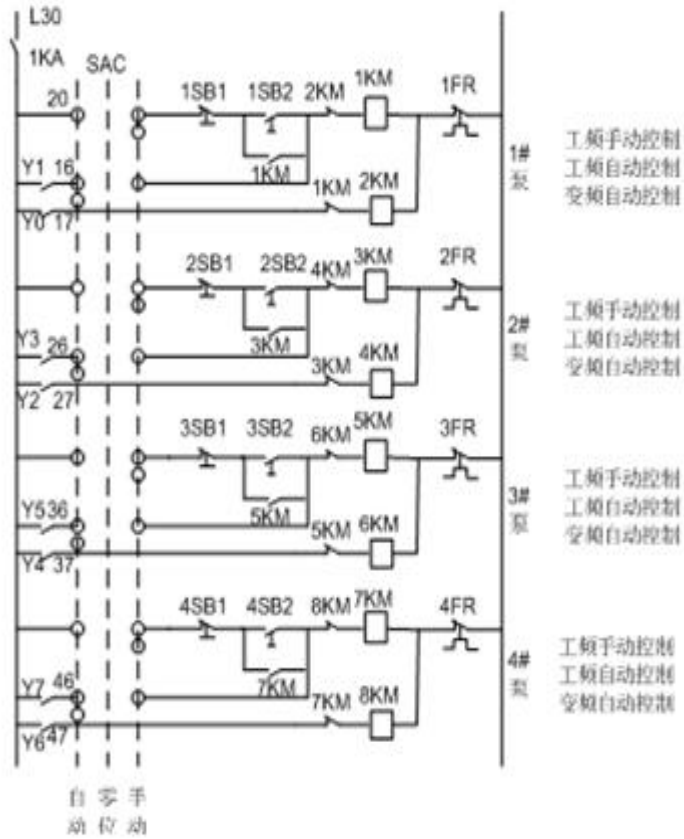 L30
1KA
SAC
20
1SB1 1SB2 2KM 1KM 1FR
1KM
Y1 16
1KM 2KM
Y0 17
1#
泵
工频手动控制
工频自动控制
变频自动控制
2SB1 2SB2 4KM 3KM 2FR
3KM
Y3 26
3KM 4KM
Y2 27
2#
泵
工频手动控制
工频自动控制
变频自动控制
3SB1 3SB2 6KM 5KM 3FR
5KM
Y5 36
5KM 6KM
Y4 37
3#
泵
工频手动控制
工频自动控制
变频自动控制
4SB1 4SB2 8KM 7KM 4FR
7KM
Y7 46
7KM 8KM
Y6 47
4#
泵
工频手动控制
工频自动控制
变频自动控制
自 零 手
动 位 动